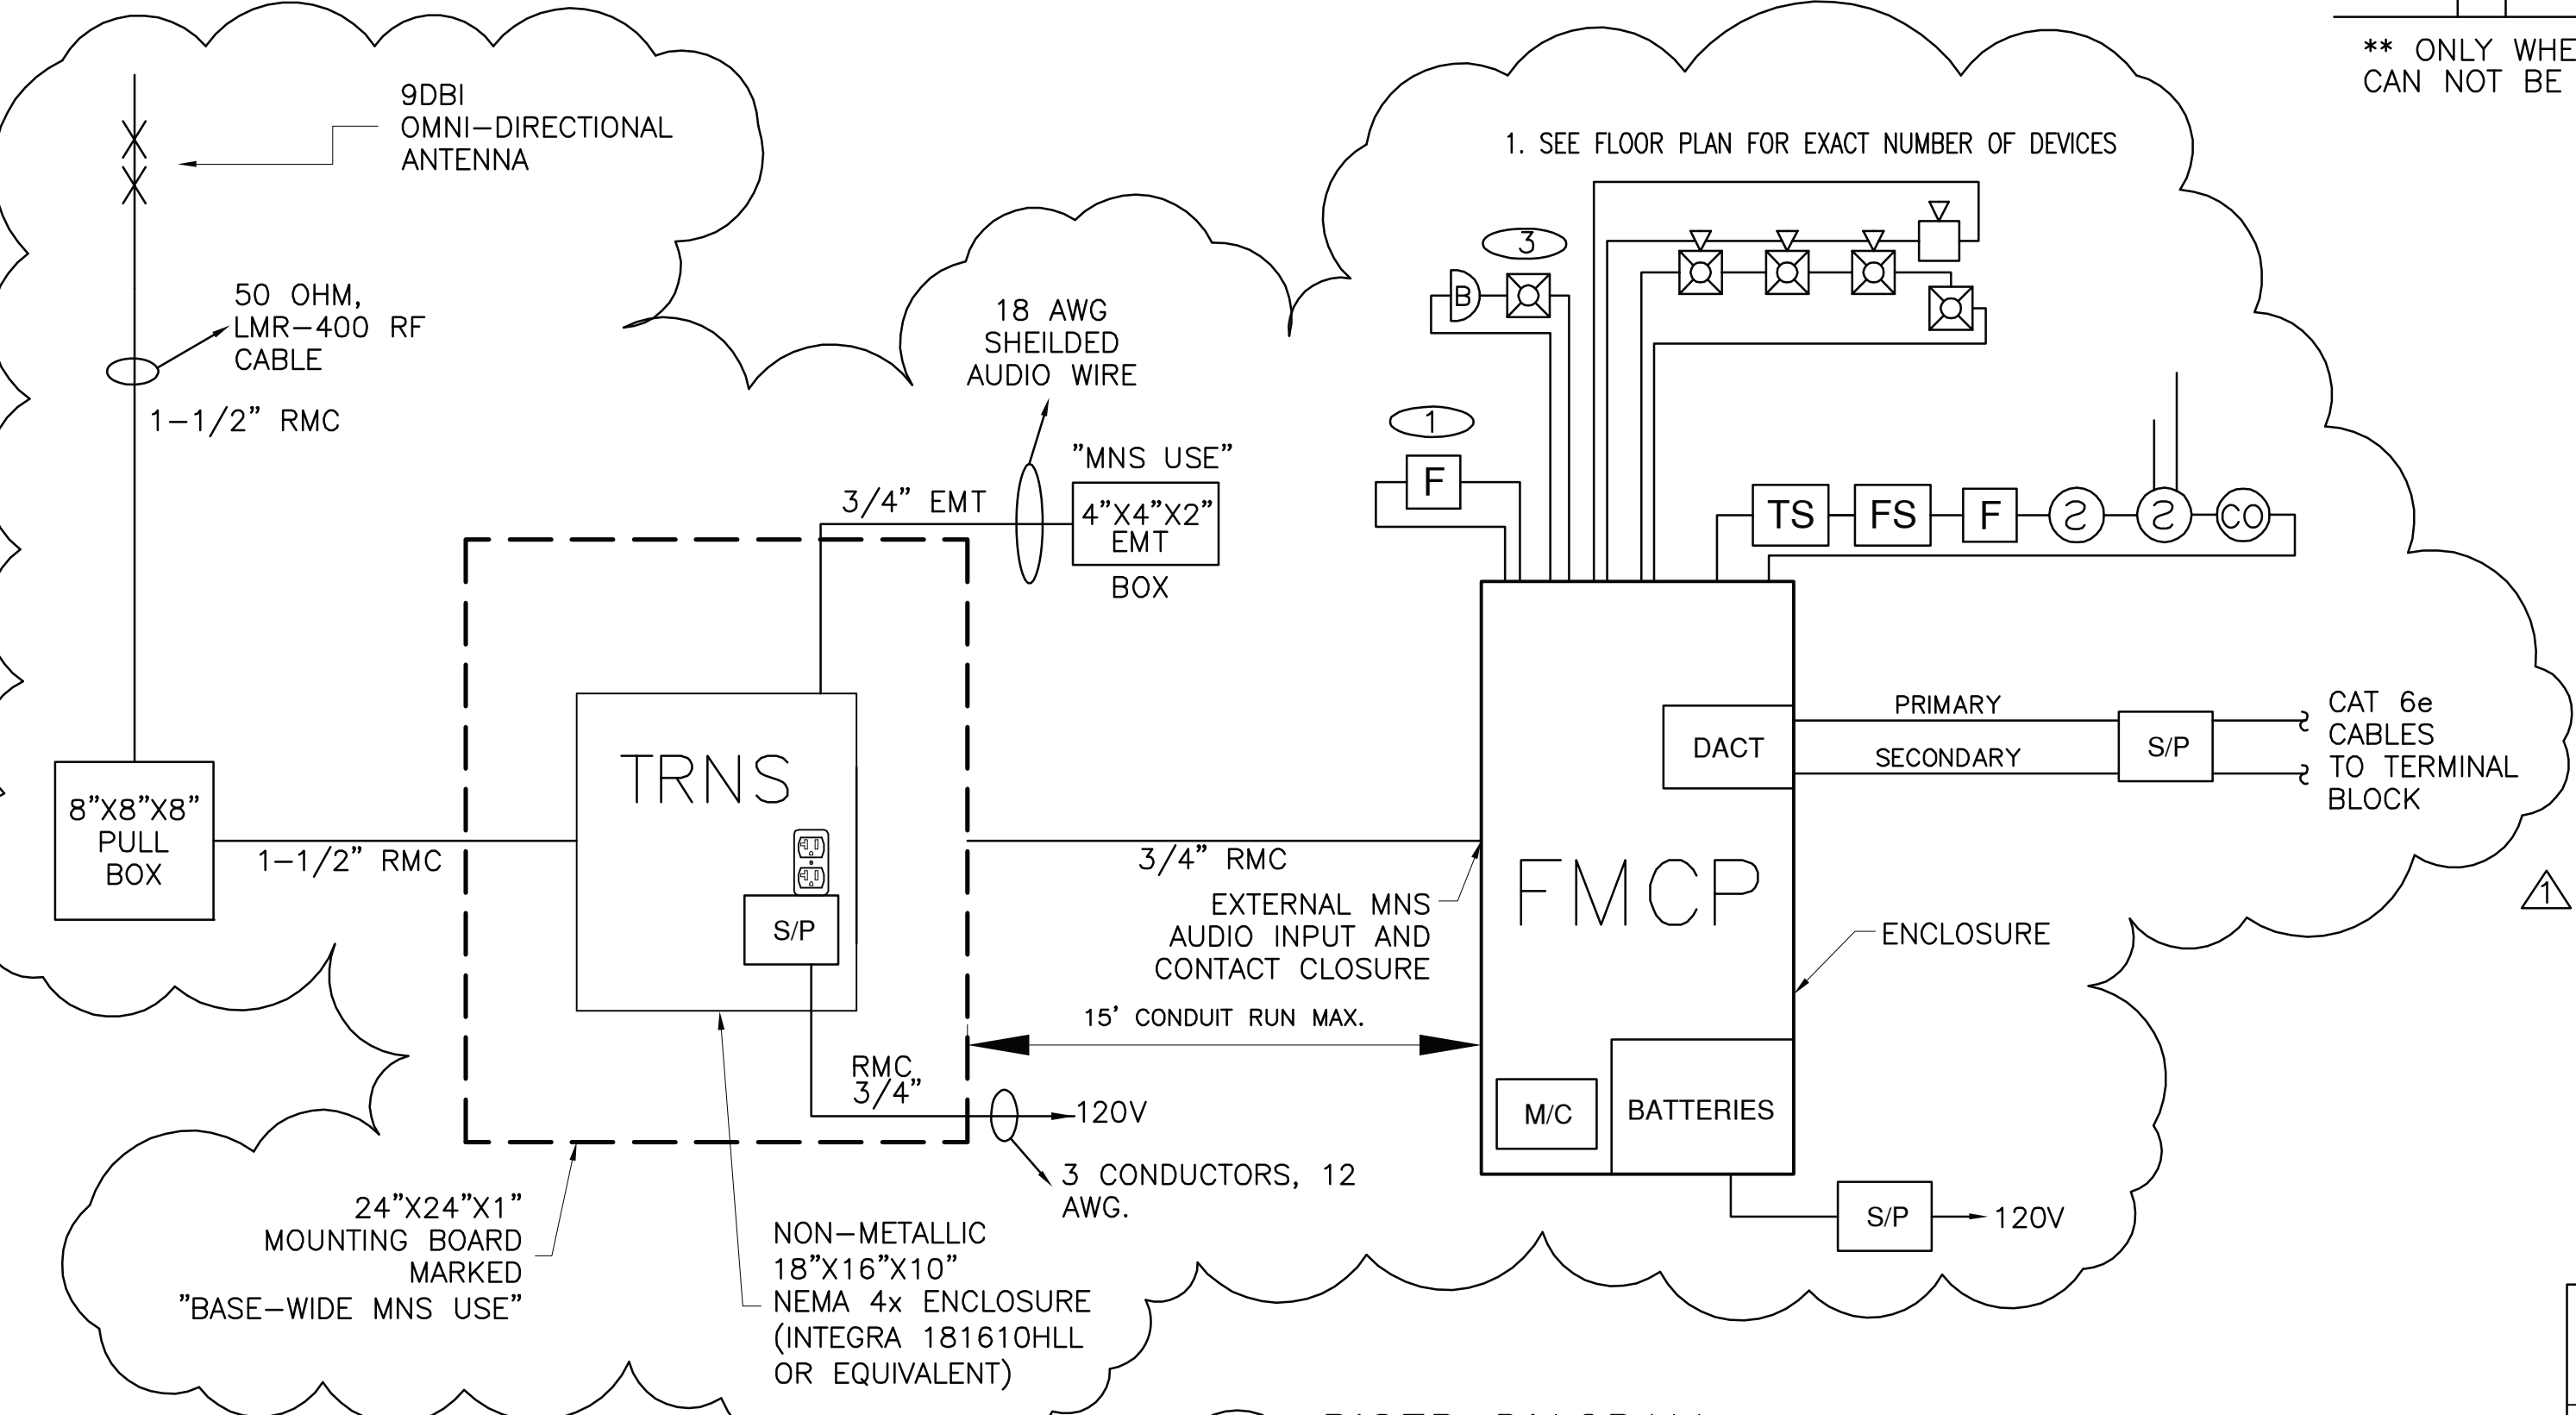 ** ONLY WHE
CAN NOT BE
9DBI
OMNI-DIRECTIONAL
ANTENNA
50 OHM,
LMR-400 RF
CABLE
1-1/2" RMC
18 AWG
SHEILDED
AUDIO WIRE
"MNS USE"
3/4" EMT
4"X4"X2"
EMT
BOX
1. SEE FLOOR PLAN FOR EXACT NUMBER OF DEVICES
3
B
1
F
TS
FS
F
S
S
CO
8"X8"X8"
PULL
BOX
1-1/2" RMC
TRNS
S/P
RMC
3/4"
120V
3 CONDUCTORS, 12
AWG.
3/4" RMC
EXTERNAL MNS
AUDIO INPUT AND
CONTACT CLOSURE
15' CONDUIT RUN MAX.
FMCP
DACT
PRIMARY
SECONDARY
S/P
CAT 6e
CABLES
TO TERMINAL
BLOCK
1
ENCLOSURE
M/C
BATTERIES
S/P
120V
24"X24"X1"
MOUNTING BOARD
MARKED
"BASE-WIDE MNS USE"
NON-METALLIC
18"X16"X10"
NEMA 4x ENCLOSURE
(INTEGRA 181610HLL
OR EQUIVALENT)